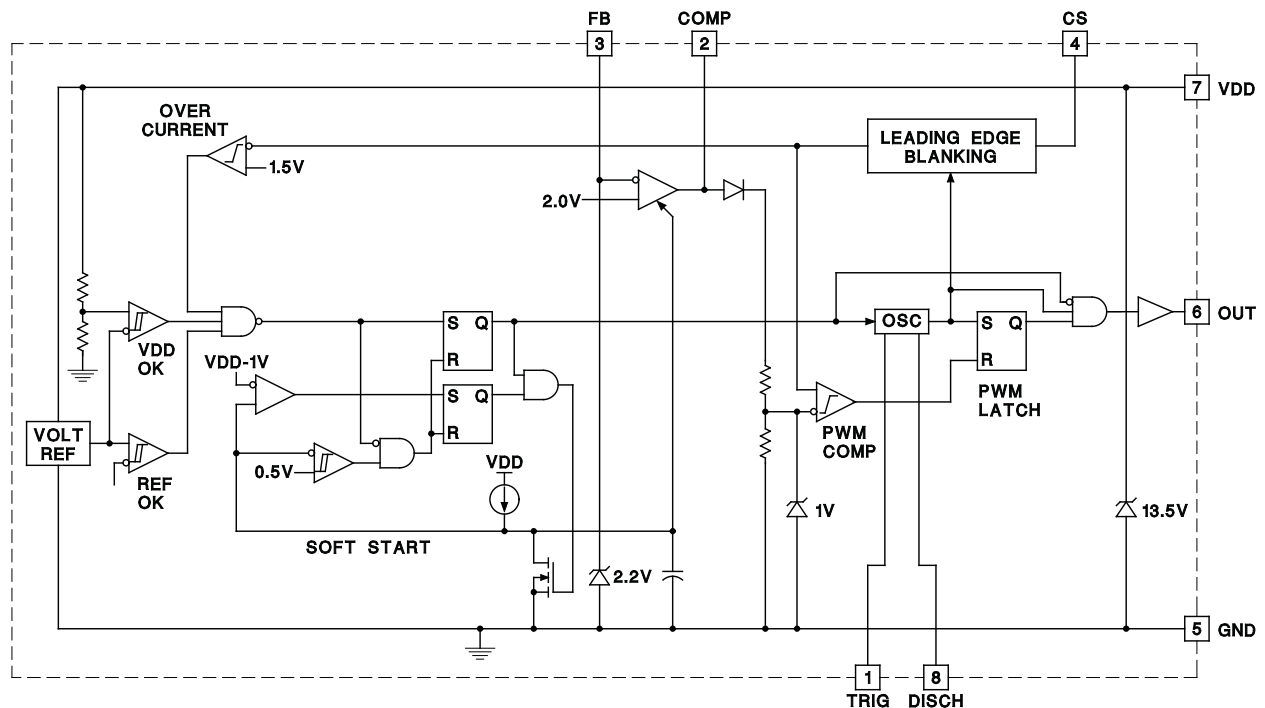 FB
COMP
CS
3
2
4
7
VDD
OVER
CURRENT
1.5V
LEADING EDGE
BLANKING
2.0V
OSC
S Q
R
6
OUT
VDD
OK
VDD-1V
S Q
R
S Q
R
PWM
LATCH
VOLT
REF
REF
OK
0.5V
VDD
PWM
COMP
1V
13.5V
SOFT START
2.2V
5
GND
1
8
TRIG
DISCH